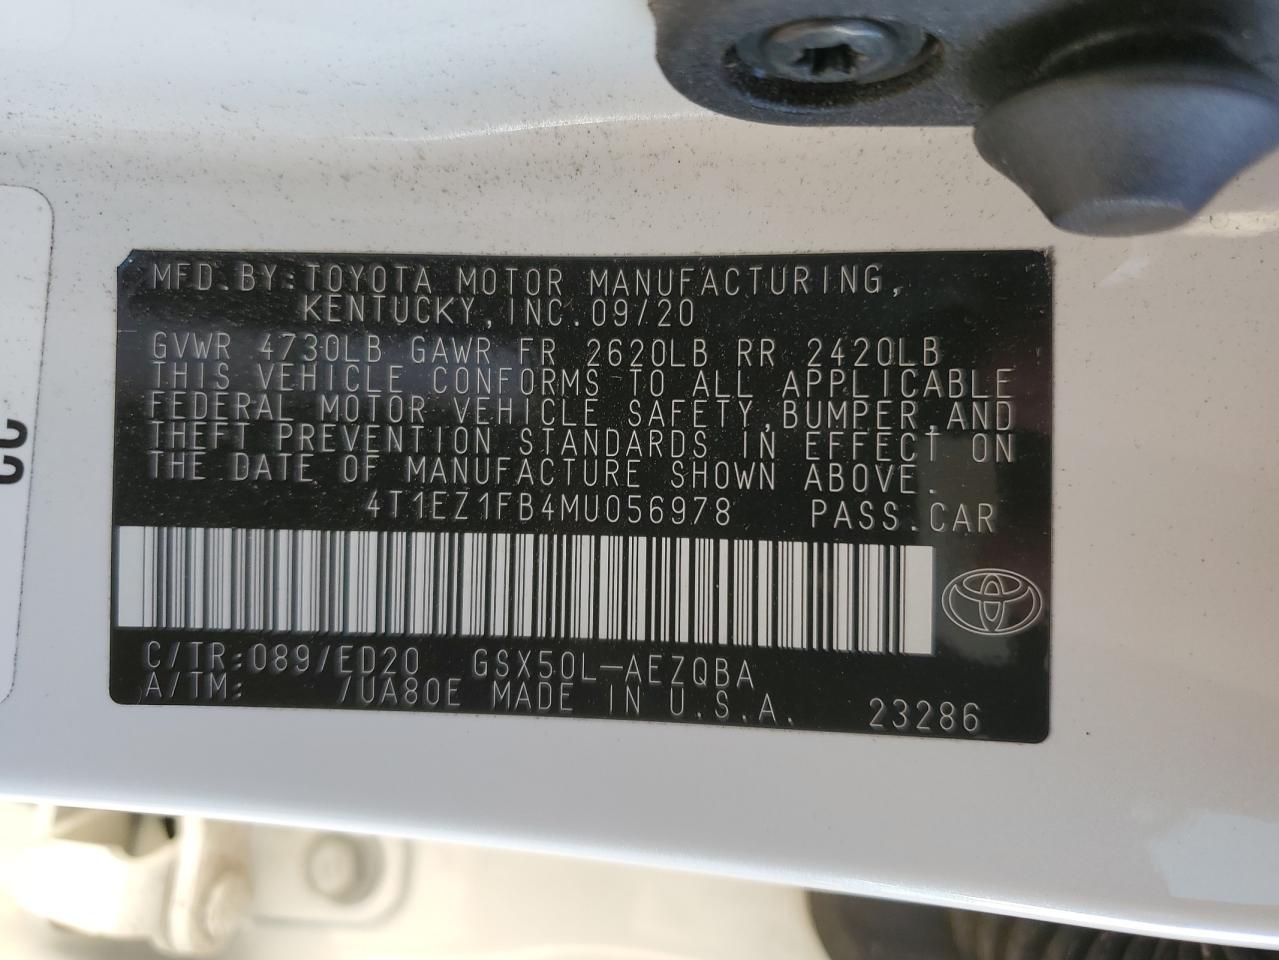 MFD.BY:TOYOTA MOTOR MANUFACTURING,
KENTUCKY,INC.09/20
GVWR 4730LB GAWR FR 2620LB RR 2420LB
THIS VEHICLE CONFORMS TO ALL APPLICABLE
FEDERAL MOTOR VEHICLE SAFETY,BUMPER,AND
THEFT PREVENTION STANDARDS IN EFFECT ON
THE DATE OF MANUFACTURE SHOWN ABOVE.
4T1EZ1FB4MU056978 PASS.CAR
C/TR:089/ED20 GSX50L-AEZQBA
A/TM: /UA80E MADE IN U.S.A. 23286